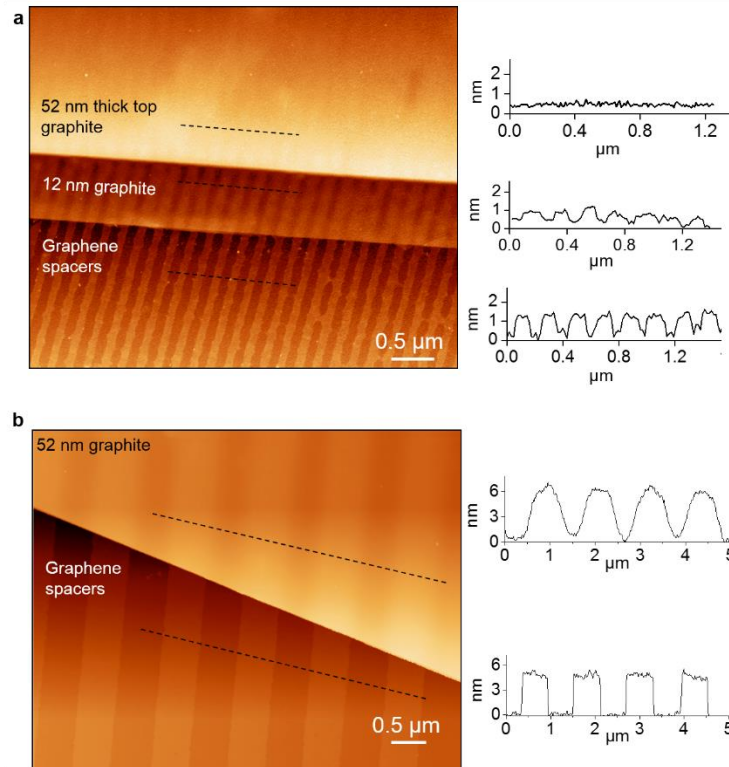 a
52 nm thick top
graphite
12 nm graphite
Graphene
spacers
0.5 µm
nm
2
1
0
0.0 0.4 0.8 1.2
µm
nm
2
1
0
0.0 0.4 0.8 1.2
µm
nm
2
1
0
0.0 0.4 0.8 1.2
µm
b
52 nm graphite
Graphene
spacers
0.5 µm
nm
6
3
0
0 1 2 3 4 5
µm
nm
6
3
0
0 1 2 3 4 5
µm